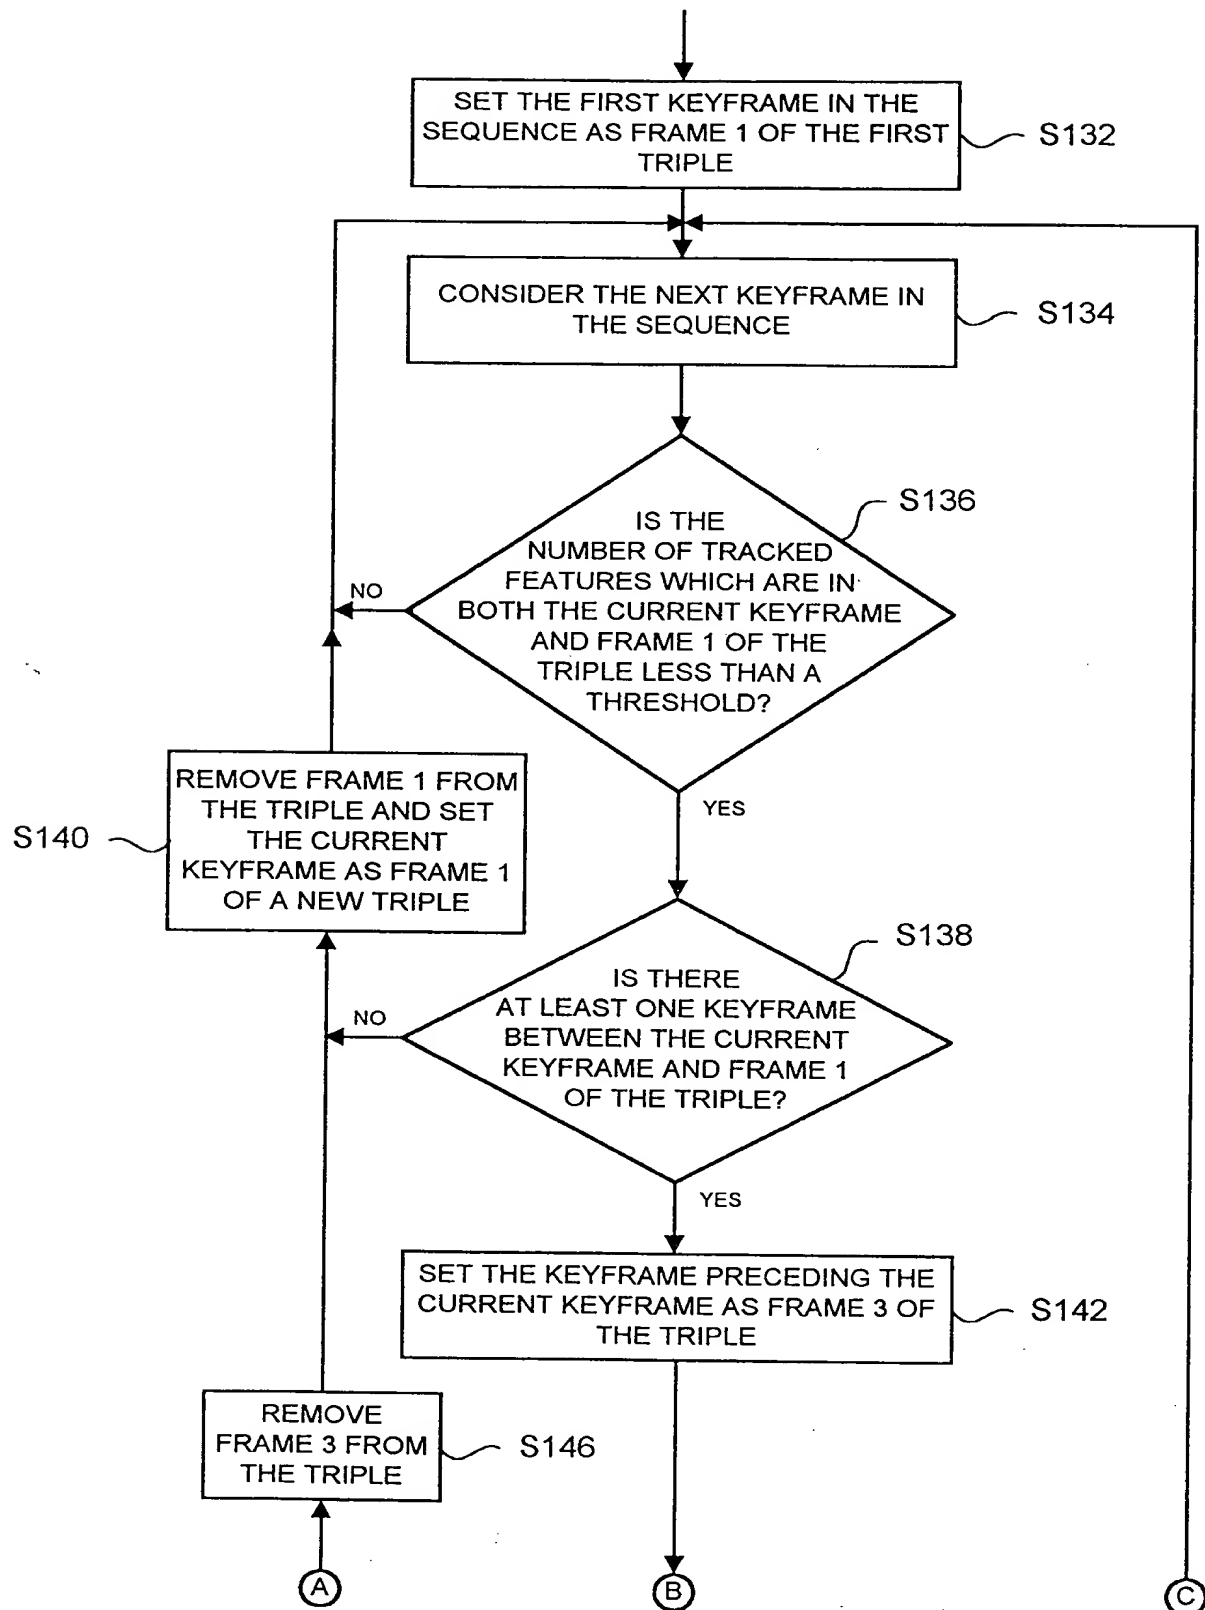 SET THE FIRST KEYFRAME IN THE
SEQUENCE AS FRAME 1 OF THE FIRST
TRIPLE
S132
CONSIDER THE NEXT KEYFRAME IN
THE SEQUENCE
S134
S136
IS THE
NUMBER OF TRACKED
FEATURES WHICH ARE IN
BOTH THE CURRENT KEYFRAME
AND FRAME 1 OF THE
TRIPLE LESS THAN A
THRESHOLD?
NO
YES
REMOVE FRAME 1 FROM
THE TRIPLE AND SET
THE CURRENT
KEYFRAME AS FRAME 1
OF A NEW TRIPLE
S140
S138
IS THERE
AT LEAST ONE KEYFRAME
BETWEEN THE CURRENT
KEYFRAME AND FRAME 1
OF THE TRIPLE?
NO
YES
SET THE KEYFRAME PRECEDING THE
CURRENT KEYFRAME AS FRAME 3 OF
THE TRIPLE
S142
REMOVE
FRAME 3 FROM
THE TRIPLE
S146
A
B
C